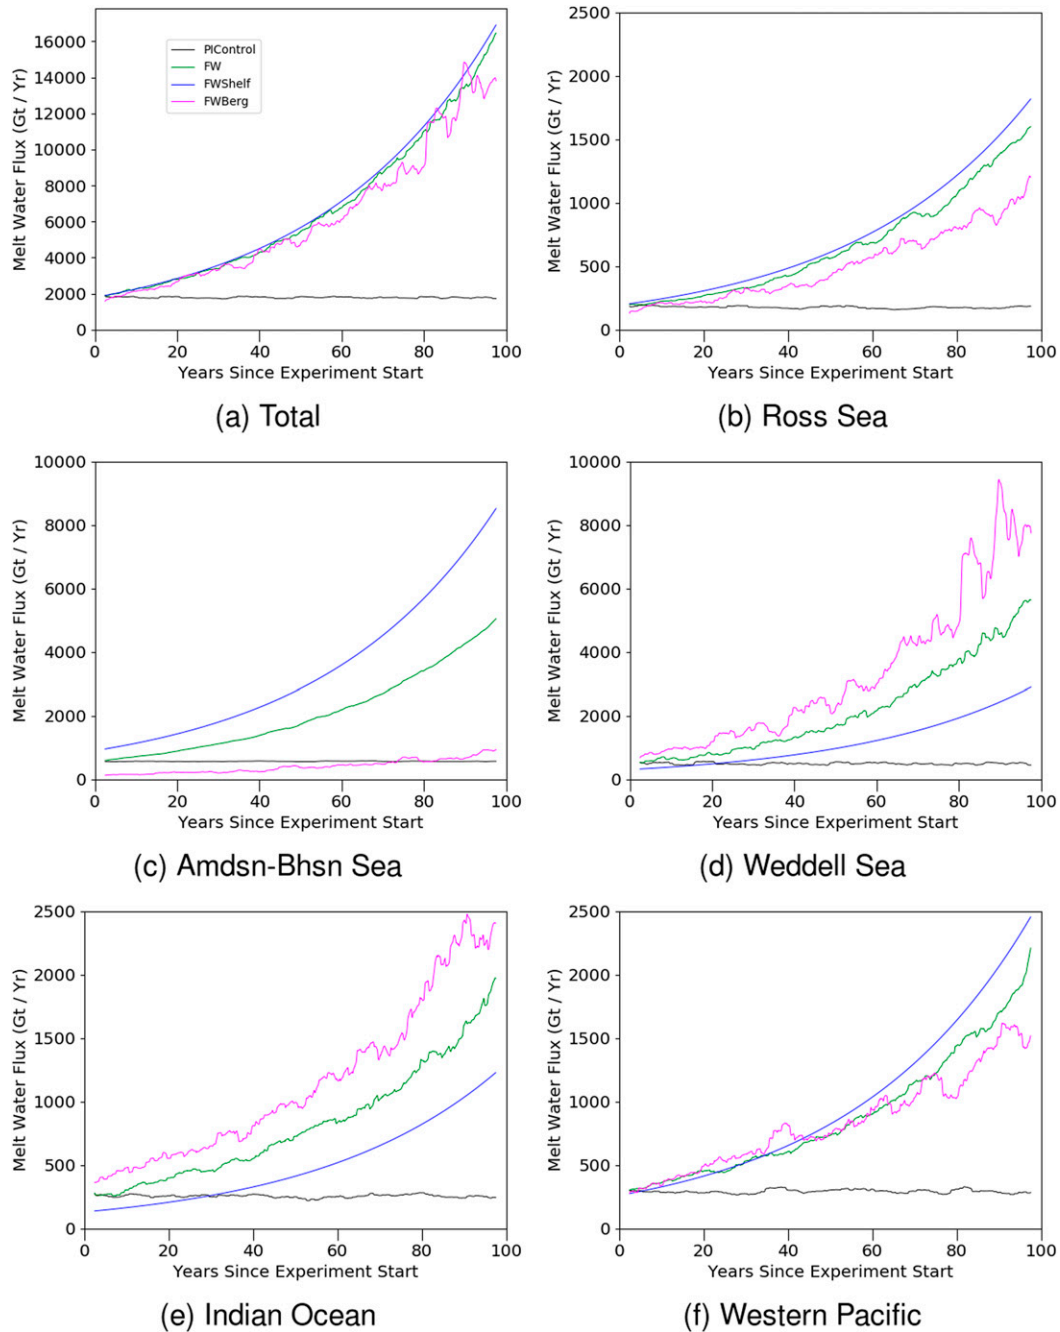 Melt Water Flux (Gt / Yr)
16000
14000
12000
10000
8000
6000
4000
2000
0
PIControl
FW
FWShelf
FWBerg
0 20 40 60 80 100
Years Since Experiment Start
(a) Total
Melt Water Flux (Gt / Yr)
2500
2000
1500
1000
500
0
0 20 40 60 80 100
Years Since Experiment Start
(b) Ross Sea
Melt Water Flux (Gt / Yr)
10000
8000
6000
4000
2000
0
0 20 40 60 80 100
Years Since Experiment Start
(c) Amdsn-Bhsn Sea
Melt Water Flux (Gt / Yr)
10000
8000
6000
4000
2000
0
0 20 40 60 80 100
Years Since Experiment Start
(d) Weddell Sea
Melt Water Flux (Gt / Yr)
2500
2000
1500
1000
500
0
0 20 40 60 80 100
Years Since Experiment Start
(e) Indian Ocean
Melt Water Flux (Gt / Yr)
2500
2000
1500
1000
500
0
0 20 40 60 80 100
Years Since Experiment Start
(f) Western Pacific